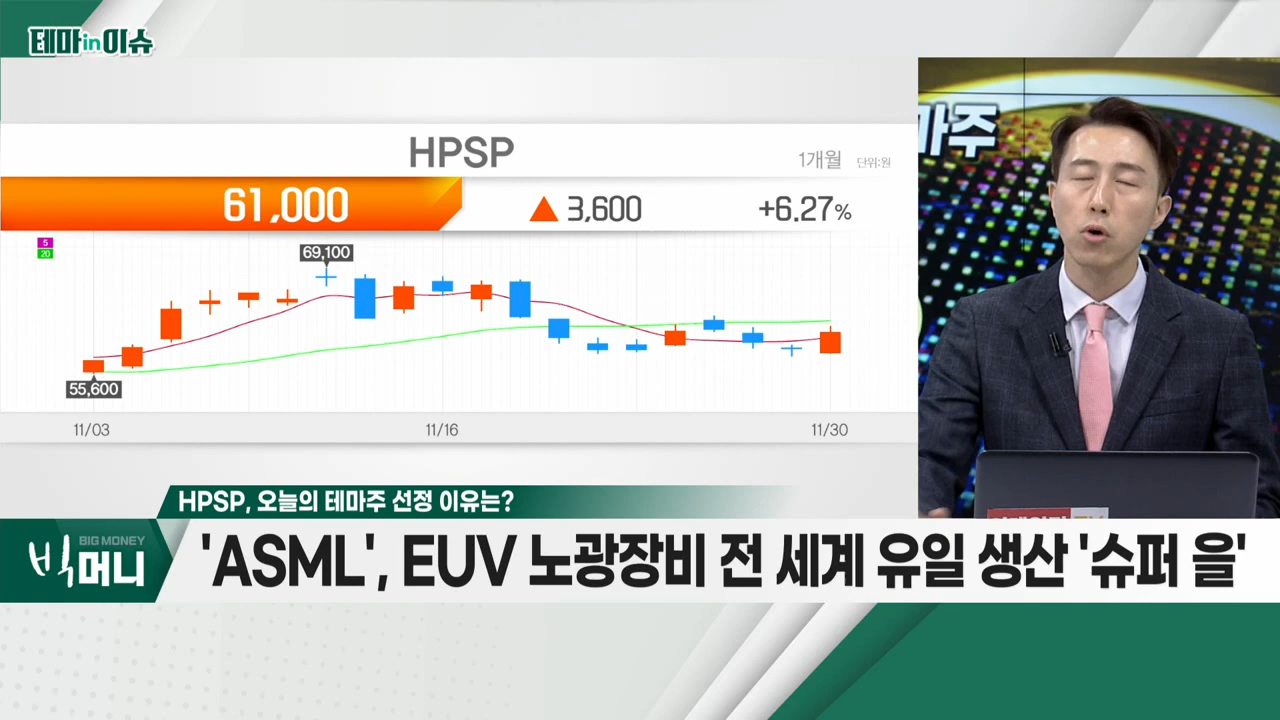 테마in이슈
마주
HPSP
1개월 단위:원
61,000 ▲ 3,600 +6.27%
5
20
69,100
55,600
11/03 11/16 11/30
HPSP, 오늘의 테마주 선정 이유는?
BIG MONEY
빅머니
'ASML', EUV 노광장비 전 세계 유일 생산 '슈퍼 을'